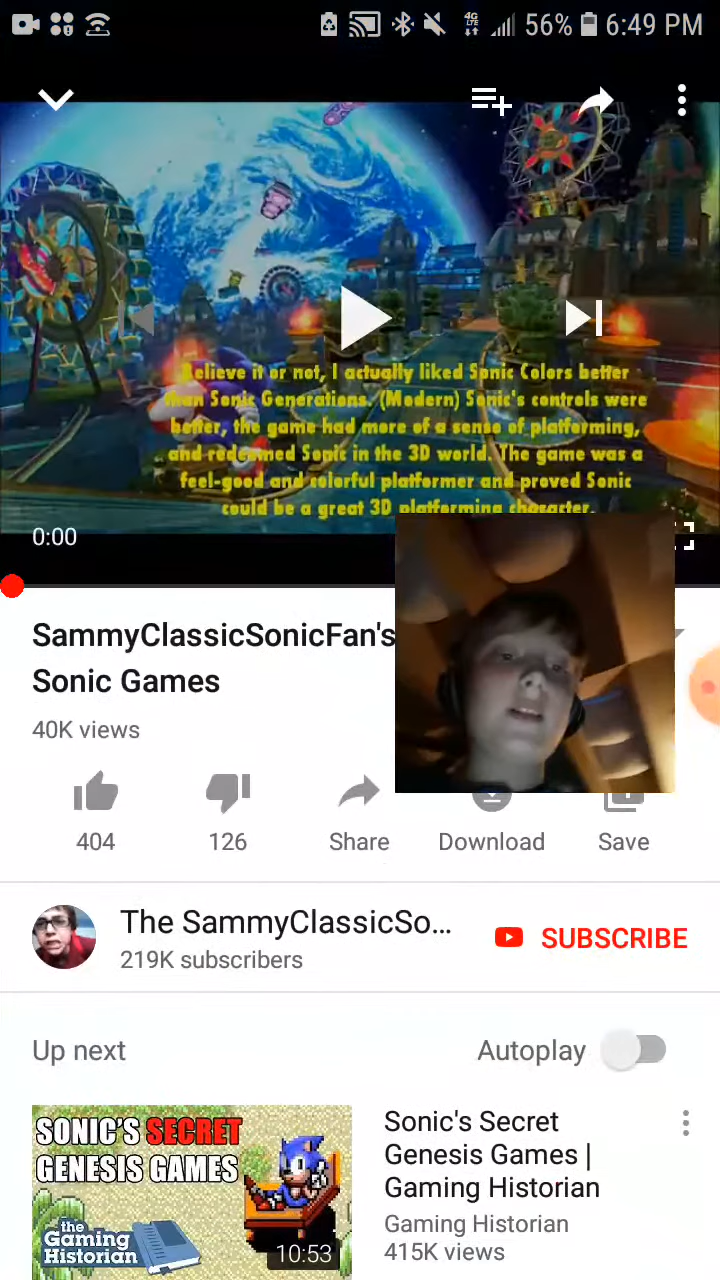 4G
LTE
56%
6:49 PM
Believe it or not, I actually liked Sonic Colors better
than Sonic Generations. (Modern) Sonic's controls were
better, the game had more of a sense of platforming,
and redeemed Sonic in the 3D world. The game was a
feel-good and colorful platformer and proved Sonic
could be a great 3D platforming character.
0:00
SammyClassicSonicFan's
Sonic Games
40K views
404
126
Share
Download
Save
The SammyClassicSo...
219K subscribers
SUBSCRIBE
Up next
Autoplay
SONIC'S SECRET
GENESIS GAMES
the
Gaming
Historian
10:53
Sonic's Secret
Genesis Games |
Gaming Historian
Gaming Historian
415K views